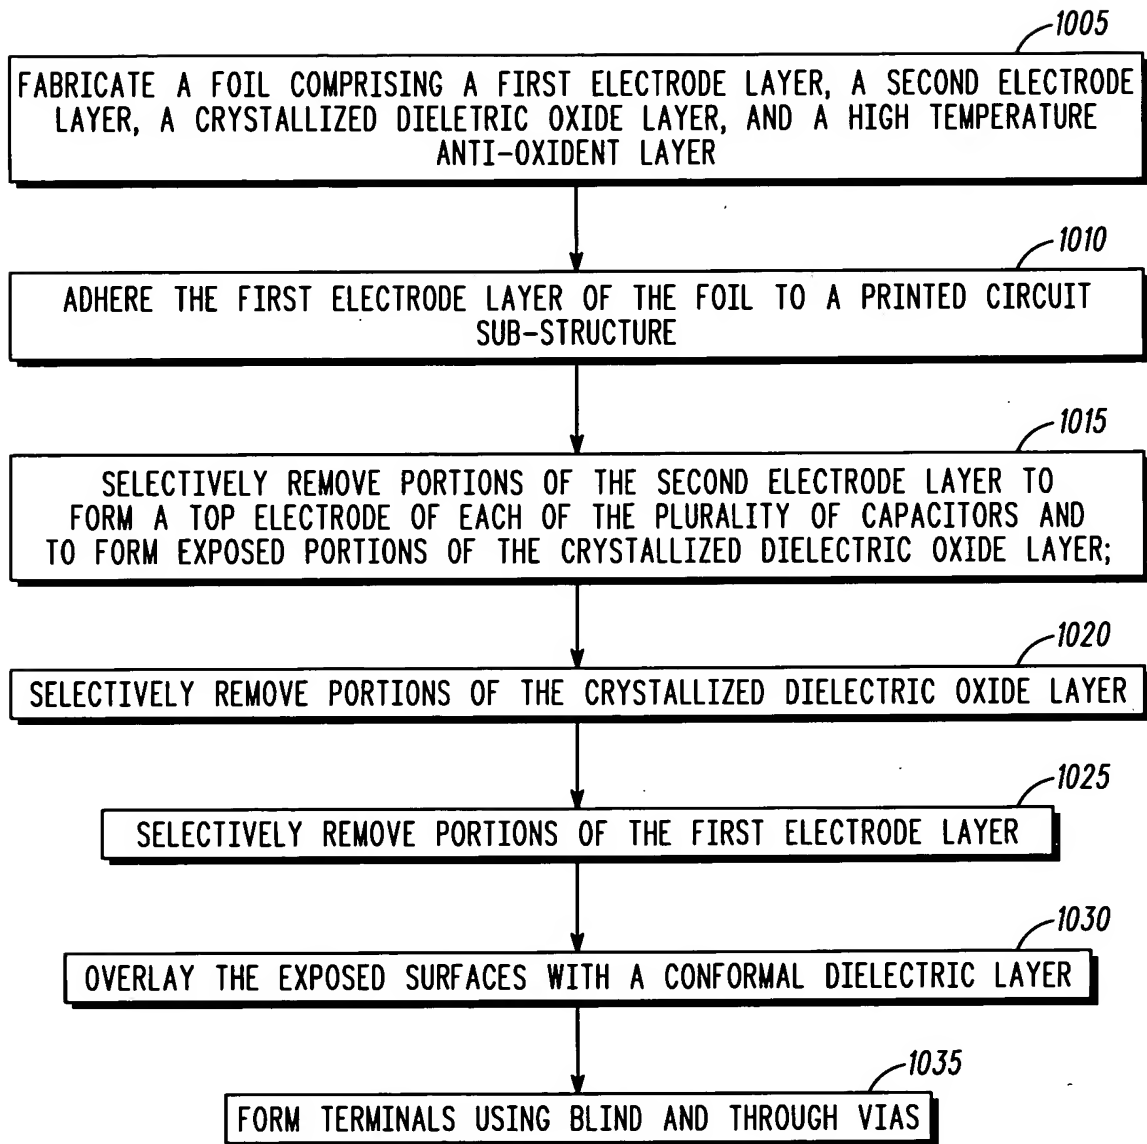 1005
FABRICATE A FOIL COMPRISING A FIRST ELECTRODE LAYER, A SECOND ELECTRODE
LAYER, A CRYSTALLIZED DIELETRIC OXIDE LAYER, AND A HIGH TEMPERATURE
ANTI-OXIDENT LAYER
1010
ADHERE THE FIRST ELECTRODE LAYER OF THE FOIL TO A PRINTED CIRCUIT
SUB-STRUCTURE
1015
SELECTIVELY REMOVE PORTIONS OF THE SECOND ELECTRODE LAYER TO
FORM A TOP ELECTRODE OF EACH OF THE PLURALITY OF CAPACITORS AND
TO FORM EXPOSED PORTIONS OF THE CRYSTALLIZED DIELECTRIC OXIDE LAYER;
1020
SELECTIVELY REMOVE PORTIONS OF THE CRYSTALLIZED DIELECTRIC OXIDE LAYER
1025
SELECTIVELY REMOVE PORTIONS OF THE FIRST ELECTRODE LAYER
1030
OVERLAY THE EXPOSED SURFACES WITH A CONFORMAL DIELECTRIC LAYER
1035
FORM TERMINALS USING BLIND AND THROUGH VIAS